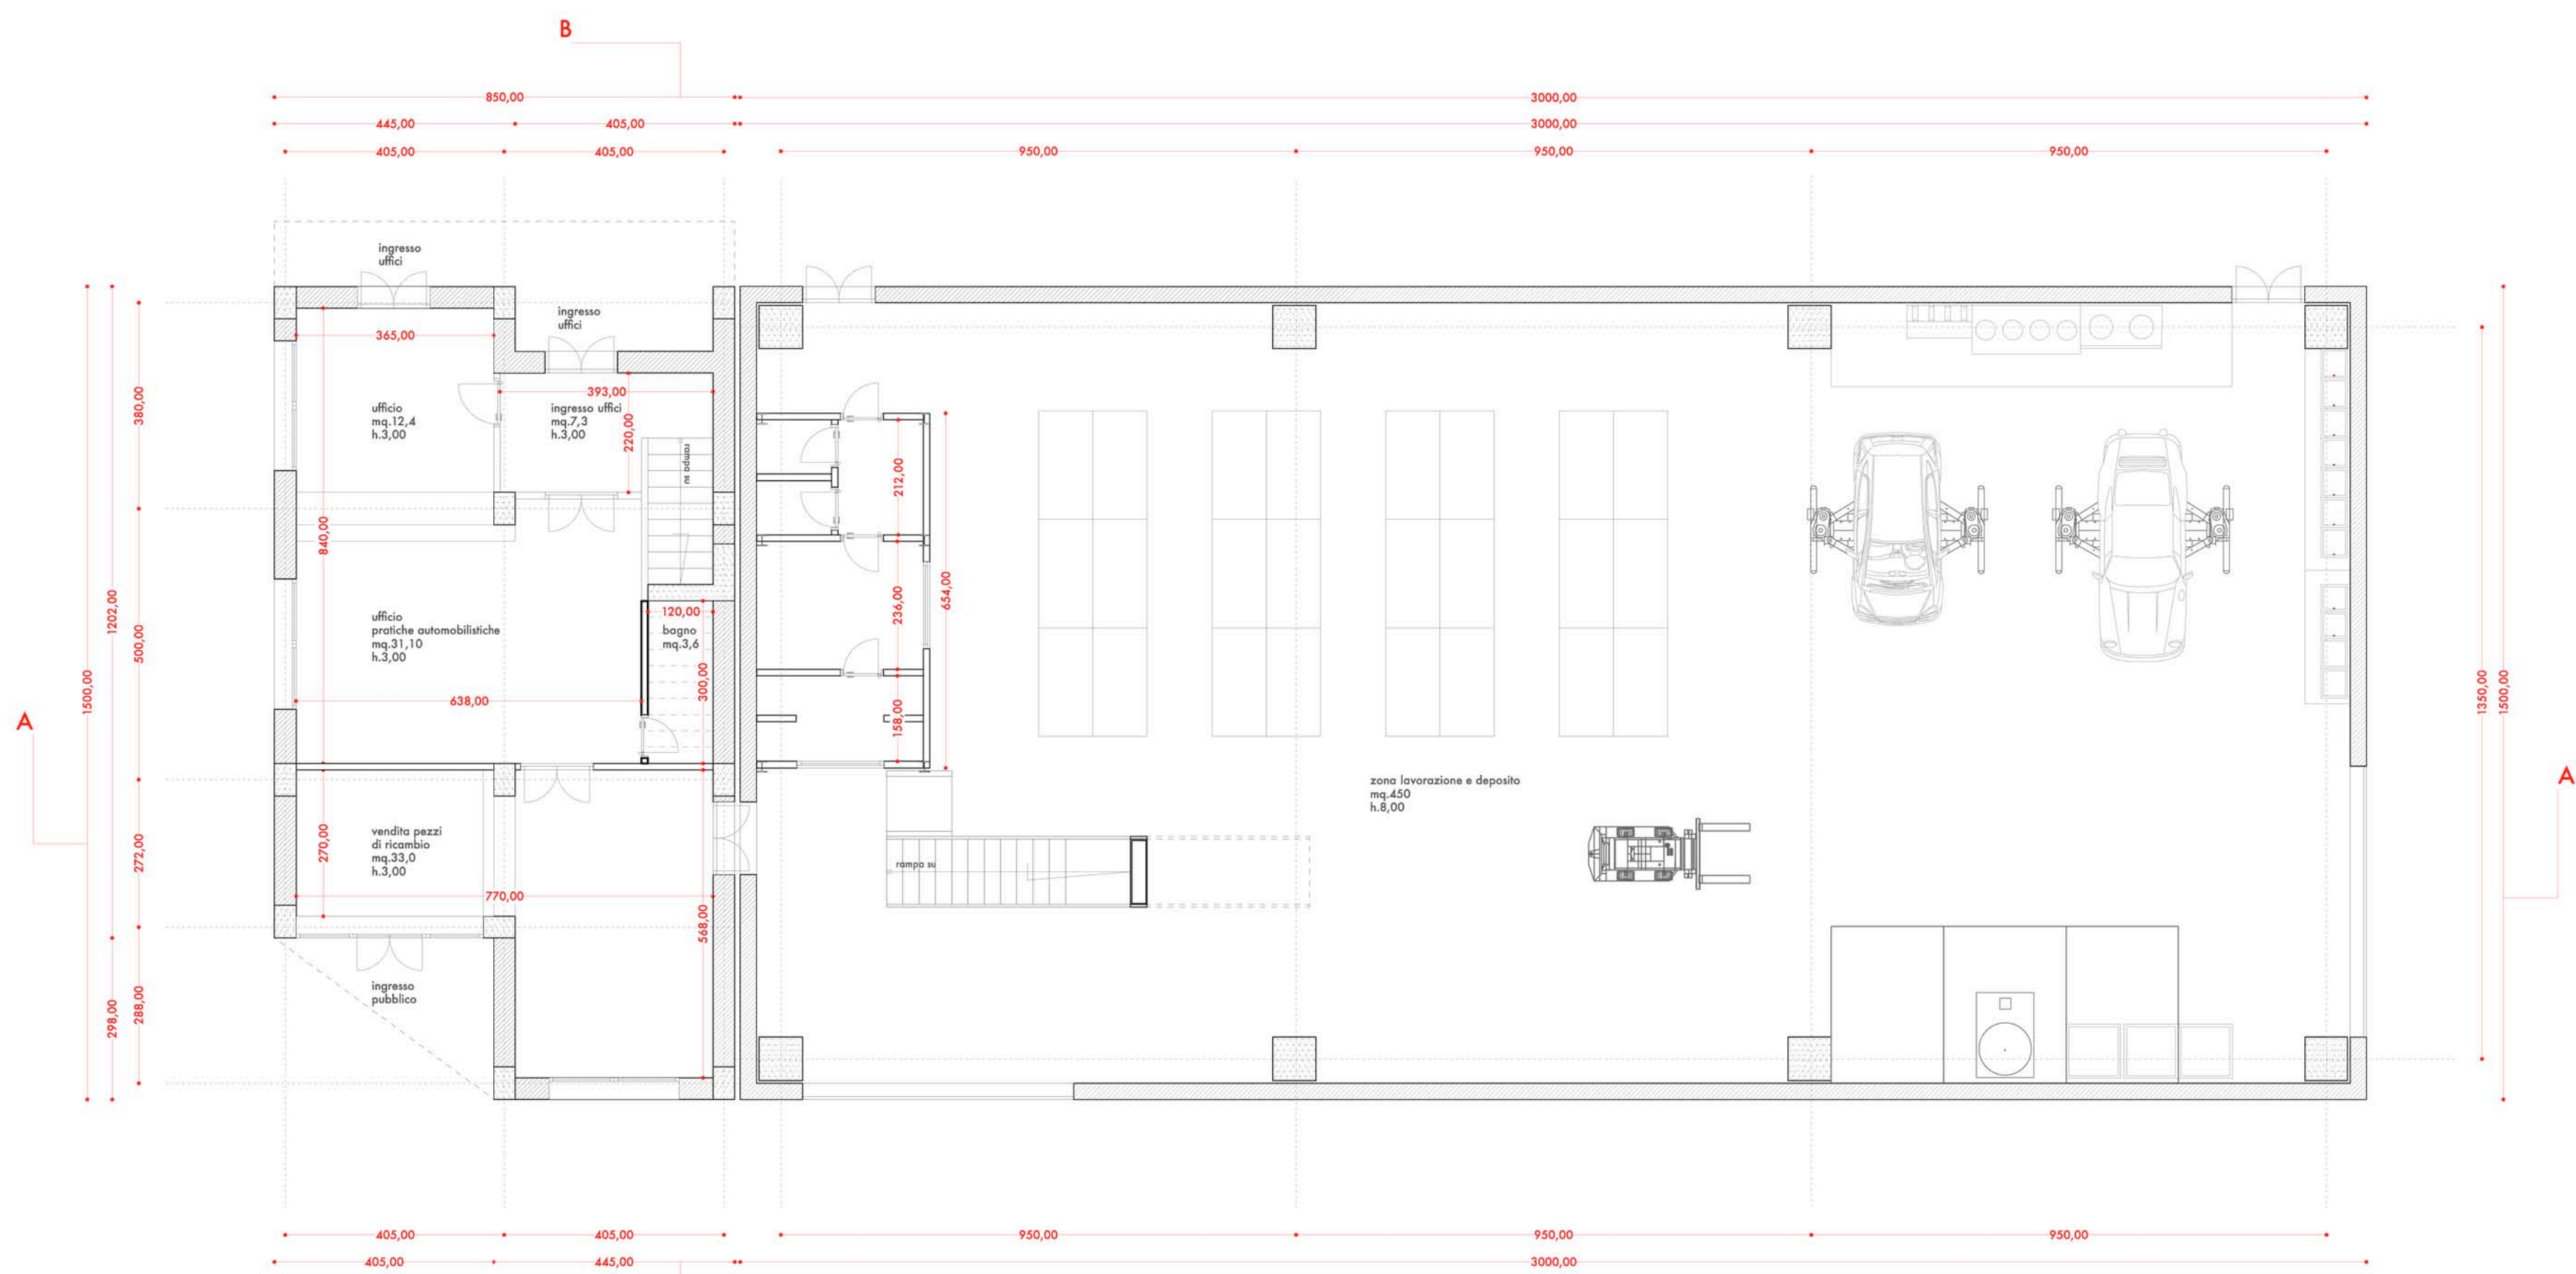 B
850,00
3000,00
445,00
405,00
3000,00
405,00
405,00
950,00
950,00
950,00
ingresso
uffici
ingresso
uffici
365,00
393,00
ufficio
mq.12,4
h.3,00
ingresso uffici
mq.7,3
h.3,00
220,00
rampa su
380,00
840,00
212,00
236,00
654,00
158,00
1202,00
500,00
1500,00
ufficio
pratiche automobilistiche
mq.31,10
h.3,00
120,00
bagno
mq.3,6
300,00
638,00
A
1350,00
1500,00
A
zona lavorazione e deposito
mq.450
h.8,00
vendita pezzi
di ricambio
mq.33,0
h.3,00
270,00
272,00
770,00
568,00
rampa su
ingresso
pubblico
298,00
288,00
405,00
405,00
950,00
950,00
950,00
405,00
445,00
3000,00